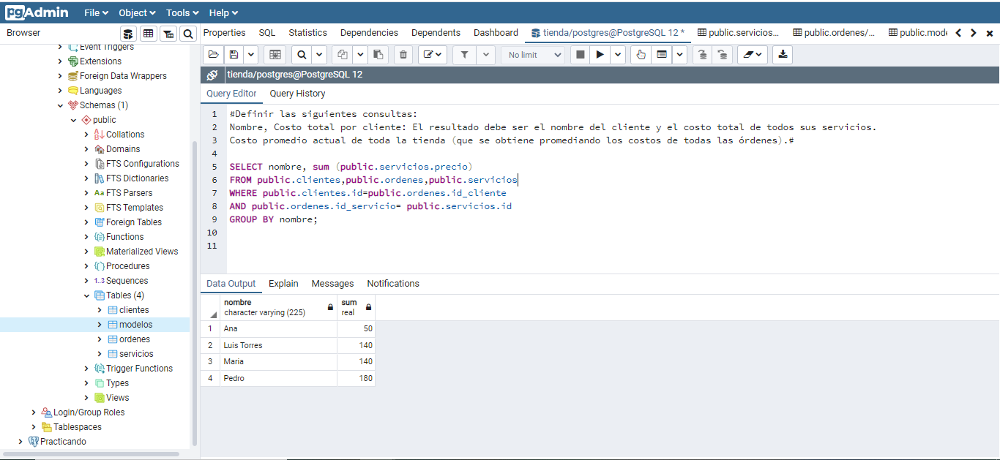 pgAdmin File Object Tools Help
Browser
Properties SQL Statistics Dependencies Dependents Dashboard tienda/postgres@PostgreSQL 12 * public.servicios... public.ordenes/... public.mode
Event Triggers
Extensions
Foreign Data Wrappers
Languages
Schemas (1)
public
Collations
Domains
FTS Configurations
FTS Dictionaries
Aa FTS Parsers
FTS Templates
Foreign Tables
Functions
Materialized Views
Procedures
1..3 Sequences
Tables (4)
clientes
modelos
ordenes
servicios
Trigger Functions
Types
Views
Login/Group Roles
Tablespaces
Practicando
No limit
tienda/postgres@PostgreSQL 12
Query Editor Query History
1 #Definir las siguientes consultas:
2 Nombre, Costo total por cliente: El resultado debe ser el nombre del cliente y el costo total de todos sus servicios.
3 Costo promedio actual de toda la tienda (que se obtiene promediando los costos de todas las órdenes).#
4
5 SELECT nombre, sum (public.servicios.precio)
6 FROM public.clientes,public.ordenes,public.servicios
7 WHERE public.clientes.id=public.ordenes.id_cliente
8 AND public.ordenes.id_servicio= public.servicios.id
9 GROUP BY nombre;
10
11
Data Output Explain Messages Notifications
nombre sum
character varying (225) real
1 Ana 50
2 Luis Torres 140
3 Maria 140
4 Pedro 180